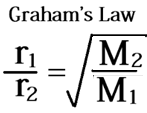 Graham's Law
r₁/r₂ = √(M₂/M₁)